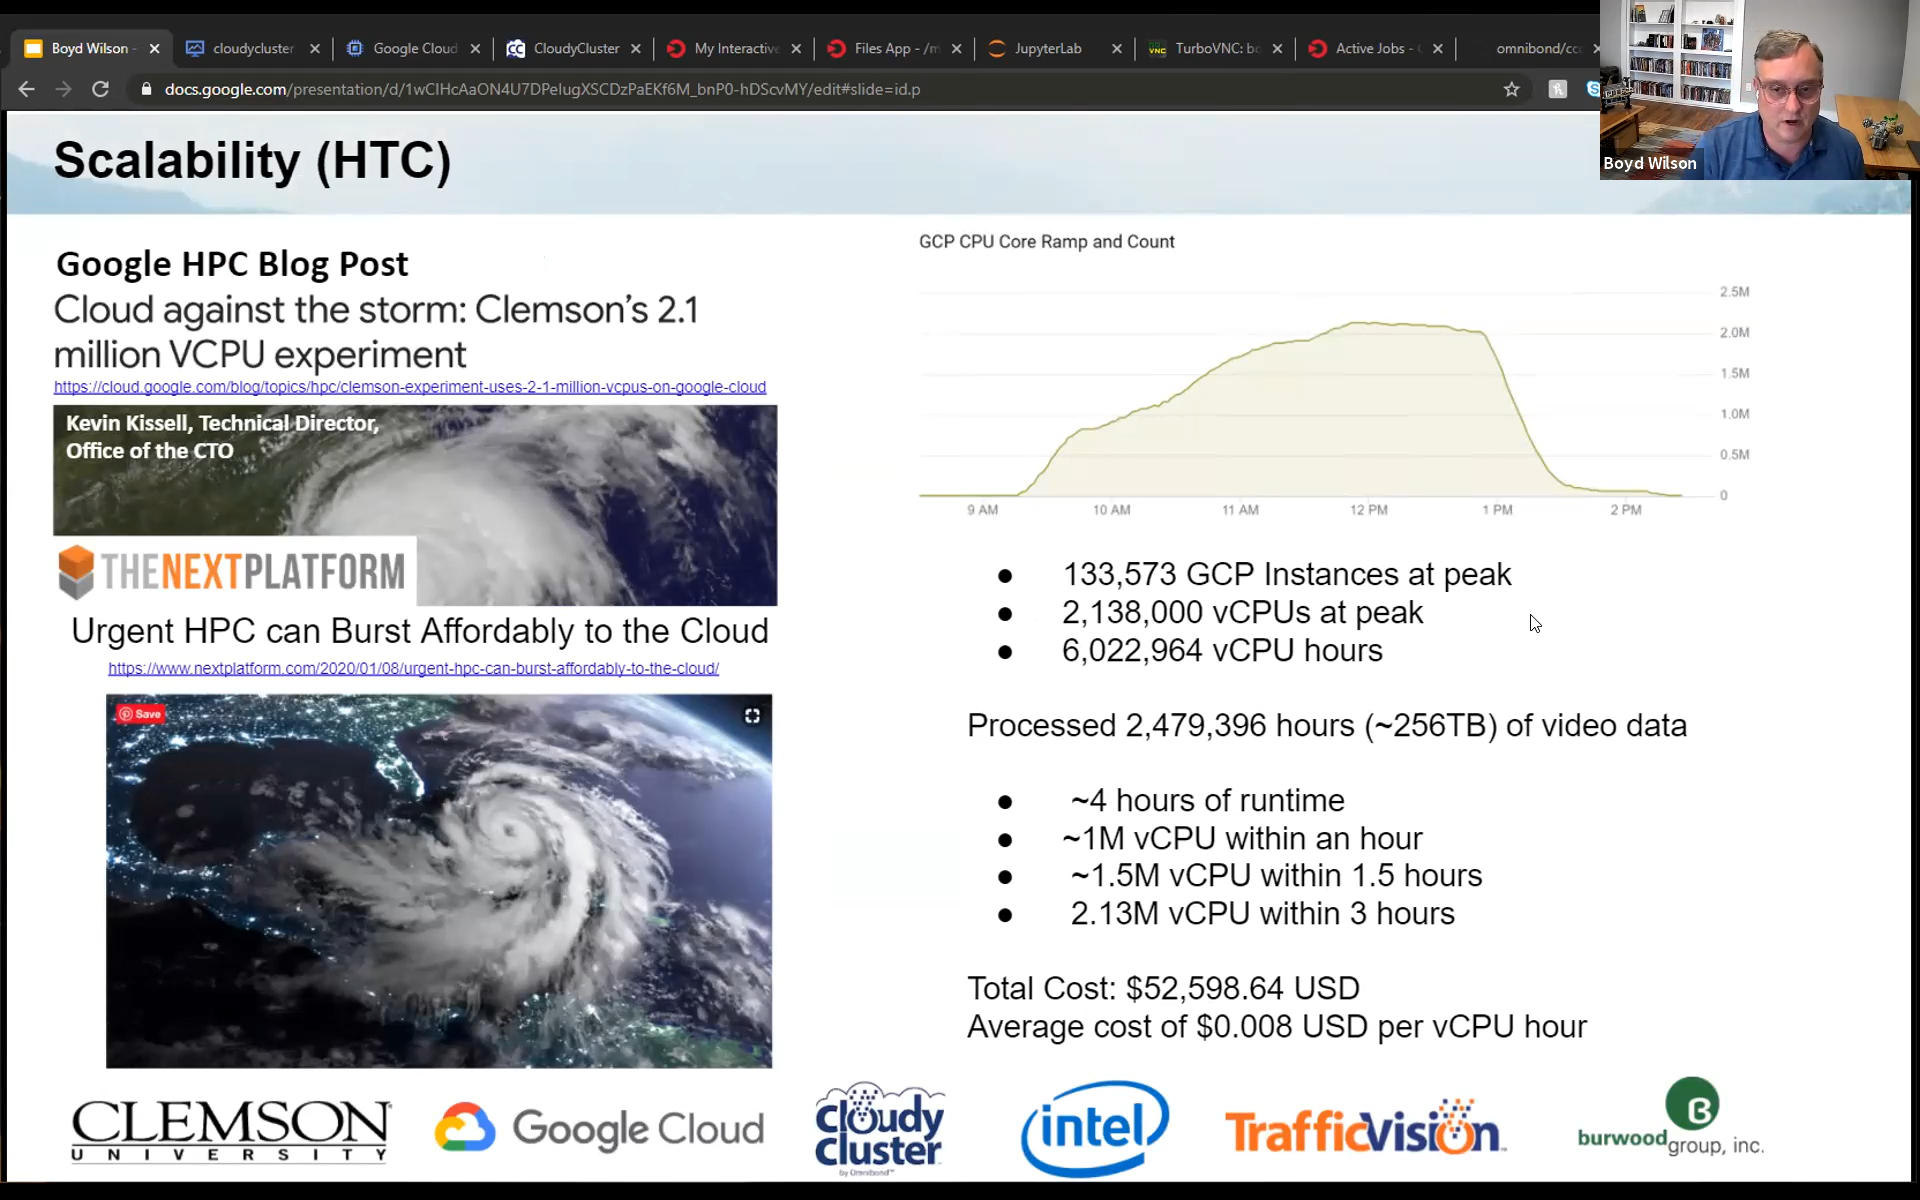 Boyd Wilson -
cloudycluster
Google Cloud
CloudyCluster
My Interactive
Files App - /m
JupyterLab
TurboVNC: bo
Active Jobs -
omnibond/ccc
docs.google.com/presentation/d/1wCIHcAaON4U7DPelugXSCDzPaEKf6M_bnP0-hDScvMY/edit#slide=id.p
Boyd Wilson
Scalability (HTC)
Google HPC Blog Post
Cloud against the storm: Clemson's 2.1
million VCPU experiment
https://cloud.google.com/blog/topics/hpc/clemson-experiment-uses-2-1-million-vcpus-on-google-cloud
Kevin Kissell, Technical Director,
Office of the CTO
THENEXTPLATFORM
Urgent HPC can Burst Affordably to the Cloud
https://www.nextplatform.com/2020/01/08/urgent-hpc-can-burst-affordably-to-the-cloud/
Save
GCP CPU Core Ramp and Count
2.5M
2.0M
1.5M
1.0M
0.5M
0
9 AM 10 AM 11 AM 12 PM 1 PM 2 PM
● 133,573 GCP Instances at peak
● 2,138,000 vCPUs at peak
● 6,022,964 vCPU hours
Processed 2,479,396 hours (~256TB) of video data
● ~4 hours of runtime
● ~1M vCPU within an hour
● ~1.5M vCPU within 1.5 hours
● 2.13M vCPU within 3 hours
Total Cost: $52,598.64 USD
Average cost of $0.008 USD per vCPU hour
CLEMSON
UNIVERSITY
Google Cloud
cloudy
cluster
by Omnibond™
intel
TrafficVision
B
burwoodgroup, inc.